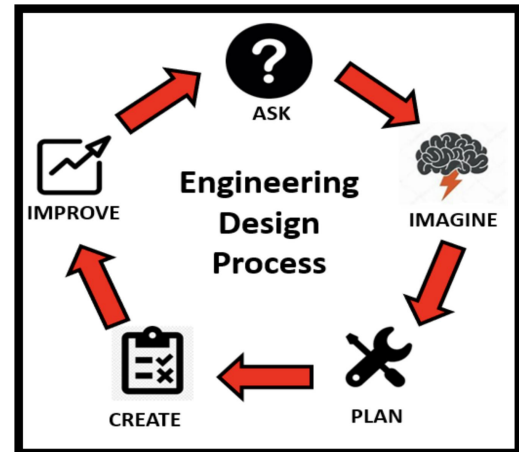 ASK
IMAGINE
Engineering
Design
Process
IMPROVE
CREATE
PLAN